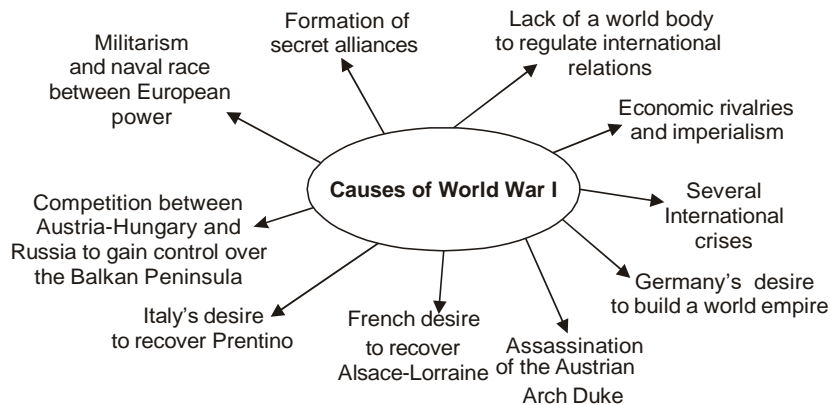 Formation of
secret alliances
Lack of a world body
to regulate international
relations
Militarism
and naval race
between European
power
Economic rivalries
and imperialism
Causes of World War I
Several
International
crises
Competition between
Austria-Hungary and
Russia to gain control over
the Balkan Peninsula
Germany's desire
to build a world empire
Italy's desire
to recover Prentino
French desire
to recover
Alsace-Lorraine
Assassination
of the Austrian
Arch Duke